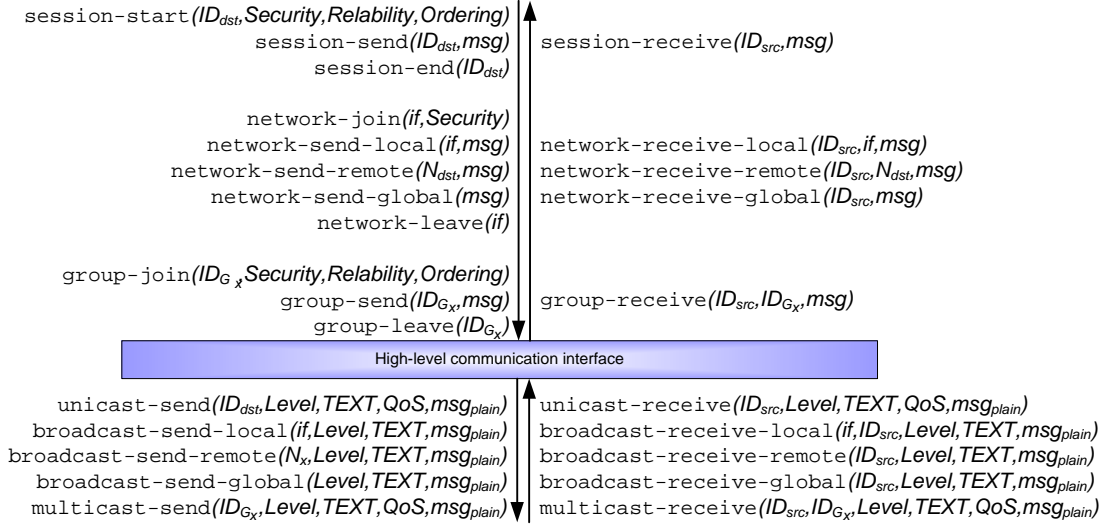 session-start(IDdst,Security,Relability,Ordering)
session-send(IDdst,msg) session-receive(IDsrc,msg)
session-end(IDdst)
network-join(if,Security)
network-send-local(if,msg) network-receive-local(IDsrc,if,msg)
network-send-remote(Ndst,msg) network-receive-remote(IDsrc,Ndst,msg)
network-send-global(msg) network-receive-global(IDsrc,msg)
network-leave(if)
group-join(IDGx,Security,Relability,Ordering)
group-send(IDGx,msg) group-receive(IDsrc,IDGx,msg)
group-leave(IDGx)
High-level communication interface
unicast-send(IDdst,Level,TEXT,QoS,msgplain) unicast-receive(IDsrc,Level,TEXT,QoS,msgplain)
broadcast-send-local(if,Level,TEXT,msgplain) broadcast-receive-local(if,IDsrc,Level,TEXT,msgplain)
broadcast-send-remote(Nx,Level,TEXT,msgplain) broadcast-receive-remote(IDsrc,Level,TEXT,msgplain)
broadcast-send-global(Level,TEXT,msgplain) broadcast-receive-global(IDsrc,Level,TEXT,msgplain)
multicast-send(IDGx,Level,TEXT,QoS,msgplain) multicast-receive(IDsrc,IDGx,Level,TEXT,QoS,msgplain)